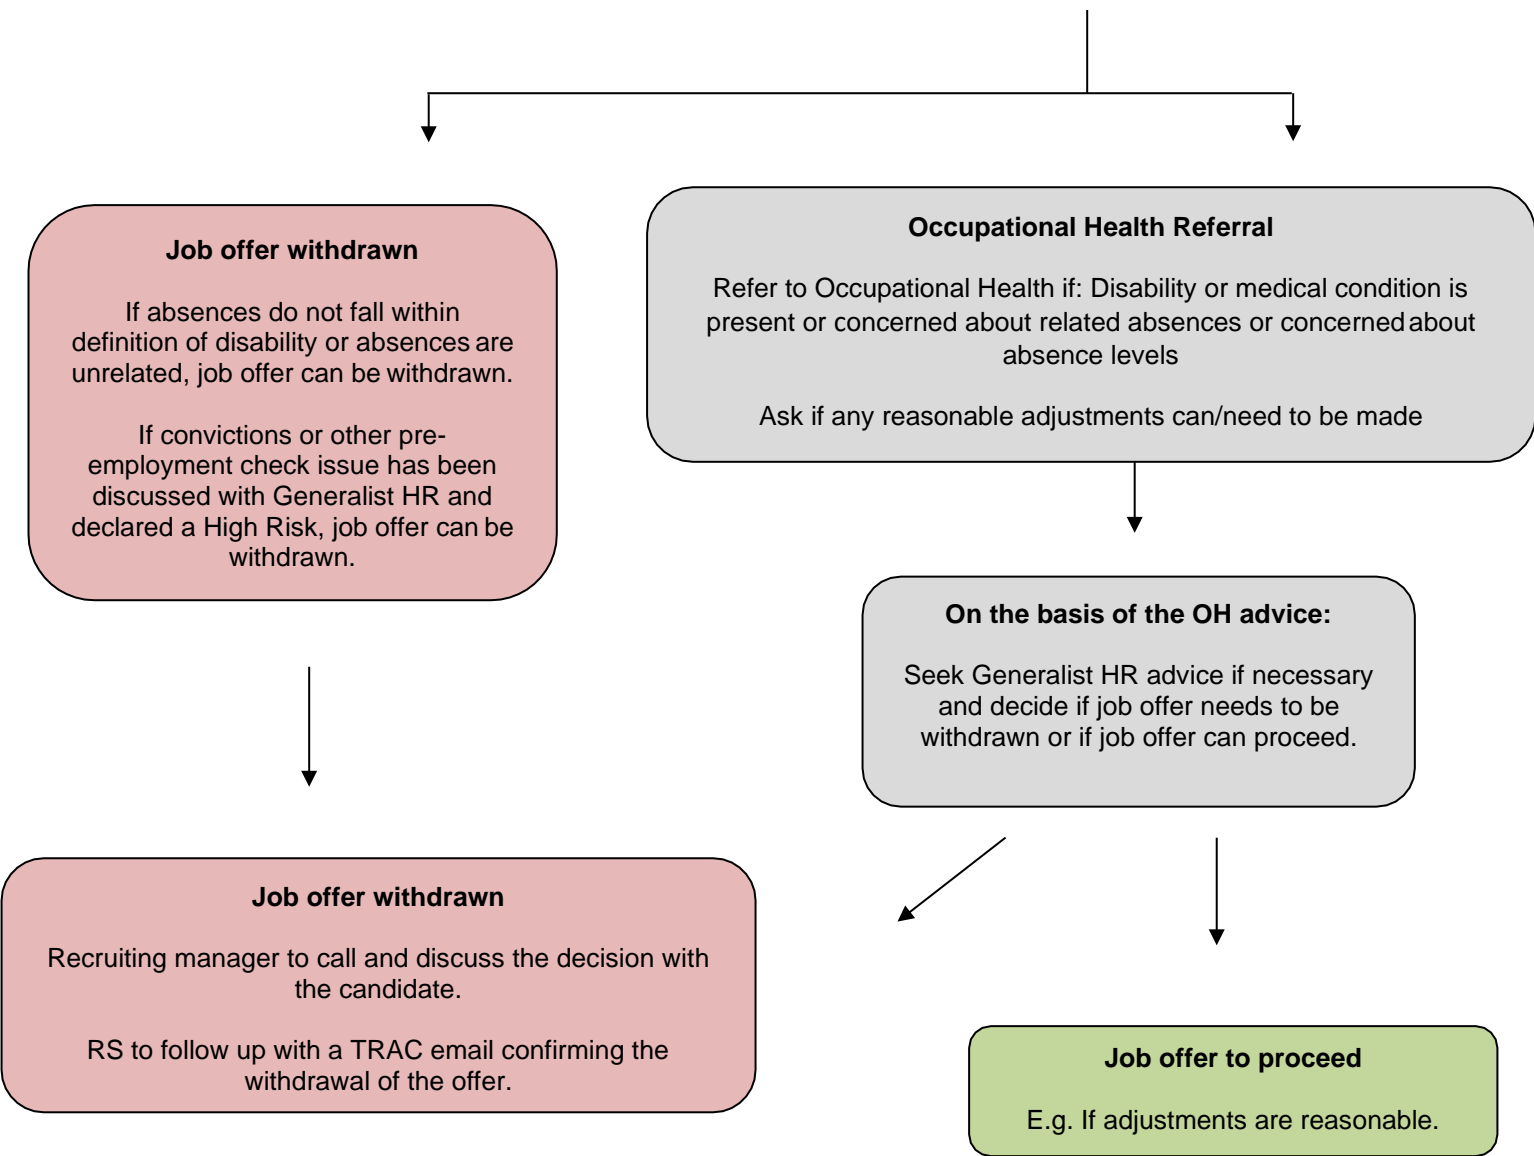 Job offer withdrawn
If absences do not fall within
definition of disability or absences are
unrelated, job offer can be withdrawn.
If convictions or other pre-
employment check issue has been
discussed with Generalist HR and
declared a High Risk, job offer can be
withdrawn.
Occupational Health Referral
Refer to Occupational Health if: Disability or medical condition is
present or concerned about related absences or concerned about
absence levels
Ask if any reasonable adjustments can/need to be made
On the basis of the OH advice:
Seek Generalist HR advice if necessary
and decide if job offer needs to be
withdrawn or if job offer can proceed.
Job offer withdrawn
Recruiting manager to call and discuss the decision with
the candidate.
RS to follow up with a TRAC email confirming the
withdrawal of the offer.
Job offer to proceed
E.g. If adjustments are reasonable.